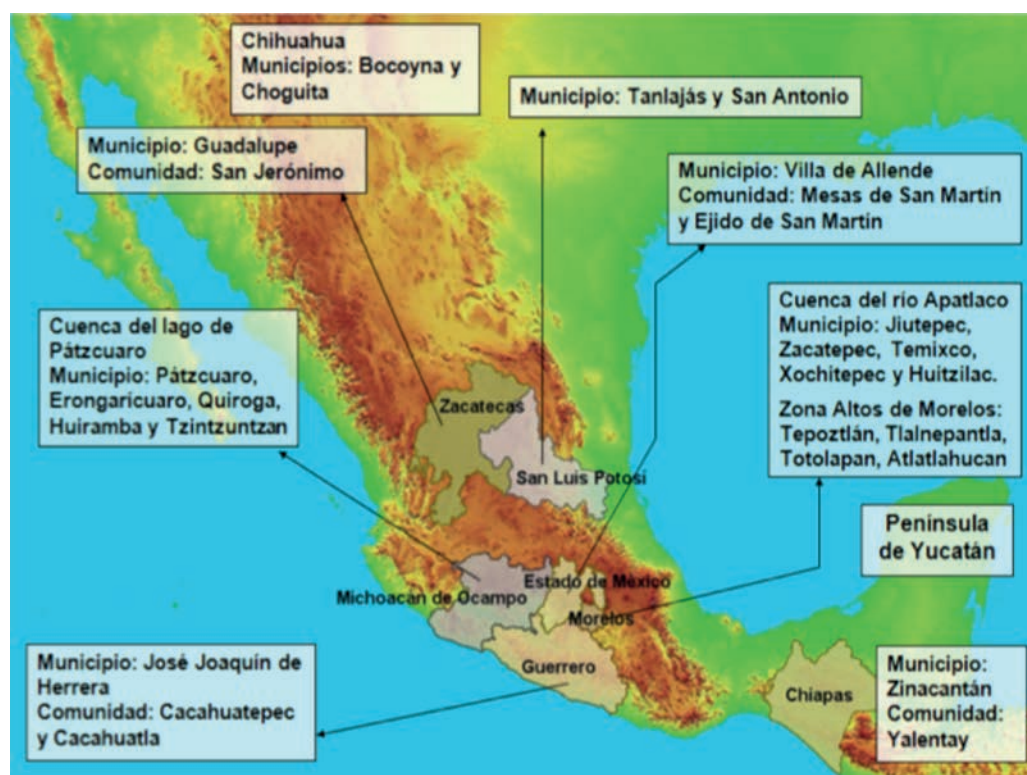 Chihuahua
Municipios: Bocoyna y
Choguita
Municipio: Tanlajás y San Antonio
Municipio: Guadalupe
Comunidad: San Jerónimo
Municipio: Villa de Allende
Comunidad: Mesas de San Martín
y Ejido de San Martín
Cuenca del río Apatlaco
Municipio: Jiutepec,
Zacatepec, Temixco,
Xochitepec y Huitzilac.
Zona Altos de Morelos:
Tepoztlán, Tlalnepantla,
Totolapan, Atlatlahucan
Cuenca del lago de
Pátzcuaro
Municipio: Pátzcuaro,
Erongaricuaro, Quiroga,
Huiramba y Tzintzuntzan
Zacatecas
San Luis Potosí
Península
de Yucatán
Estado de México
Michoacán de Ocampo
Morelos
Guerrero
Chiapas
Municipio: José Joaquín de
Herrera
Comunidad: Cacahuatepec
y Cacahuatla
Municipio:
Zinacantán
Comunidad:
Yalentay